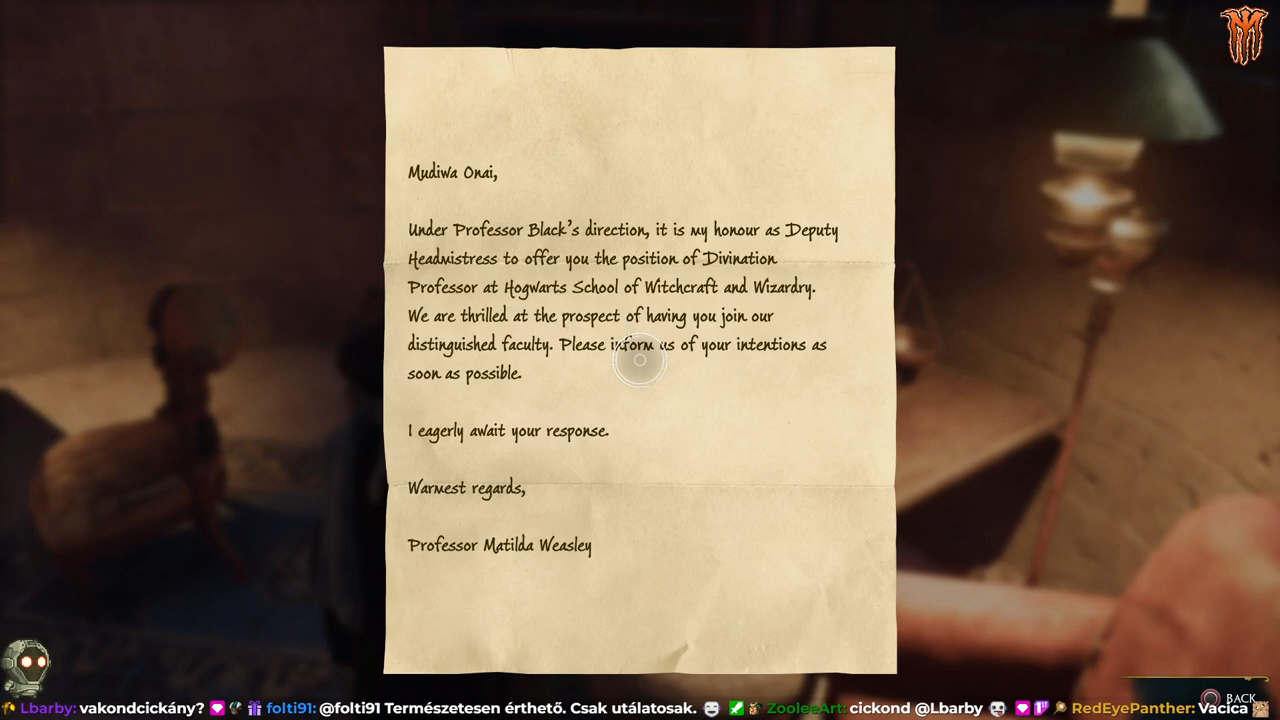 Mudiwa Onai,
Under Professor Black's direction, it is my honour as Deputy
Headmistress to offer you the position of Divination
Professor at Hogwarts School of Witchcraft and Wizardry.
We are thrilled at the prospect of having you join our
distinguished faculty. Please inform us of your intentions as
soon as possible.
I eagerly await your response.
Warmest regards,
Professor Matilda Weasley
BACK
Lbarby: vakondcickány? folti91: @folti91 Természetesen érthető. Csak utálatosak. ZooleeArt: cickond @Lbarby RedEyePanther: Vacica